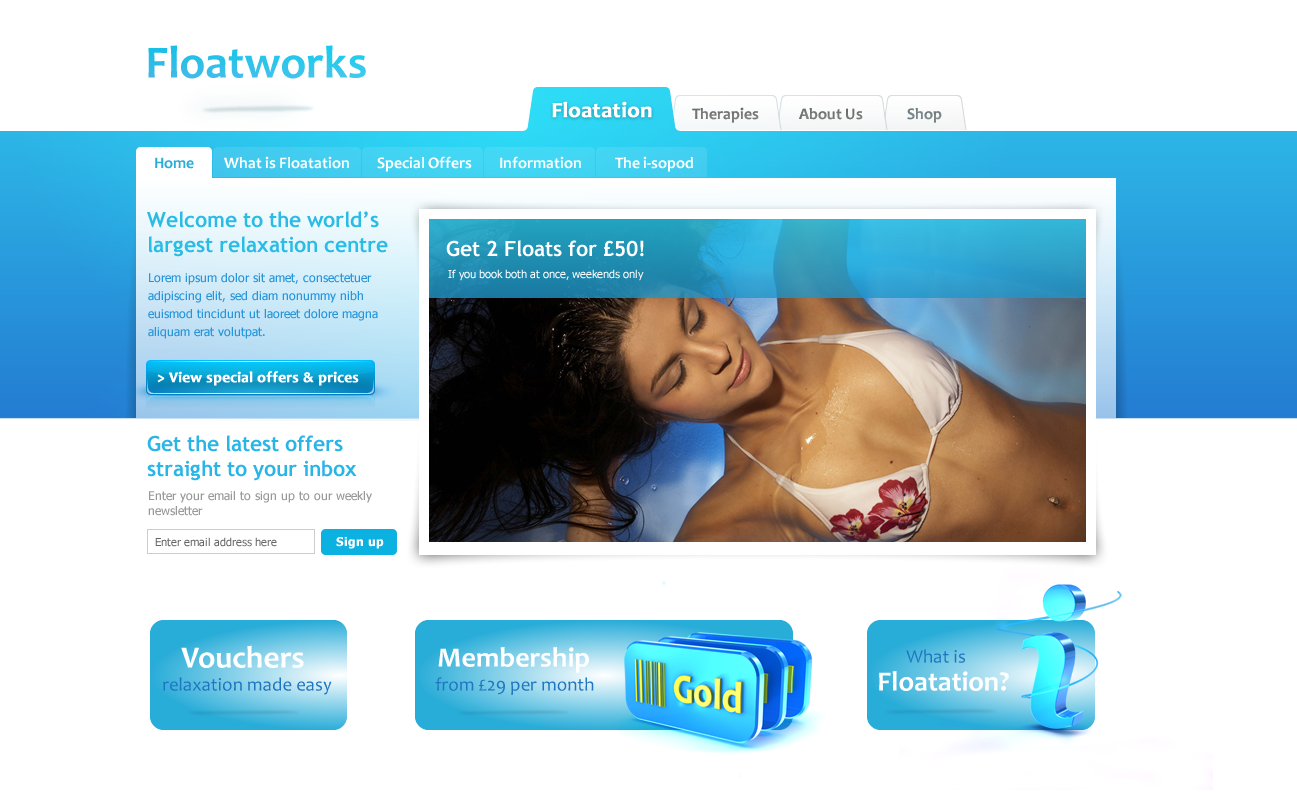 Floatworks
Floatation
Therapies
About Us
Shop
Home
What is Floatation
Special Offers
Information
The i-sopod
Welcome to the world's
largest relaxation centre
Lorem ipsum dolor sit amet, consectetuer
adipiscing elit, sed diam nonummy nibh
euismod tincidunt ut laoreet dolore magna
aliquam erat volutpat.
> View special offers & prices
Get 2 Floats for £50!
If you book both at once, weekends only
Get the latest offers
straight to your inbox
Enter your email to sign up to our weekly
newsletter
Enter email address here
Sign up
Vouchers
relaxation made easy
Membership
from £29 per month
Gold
What is
Floatation?